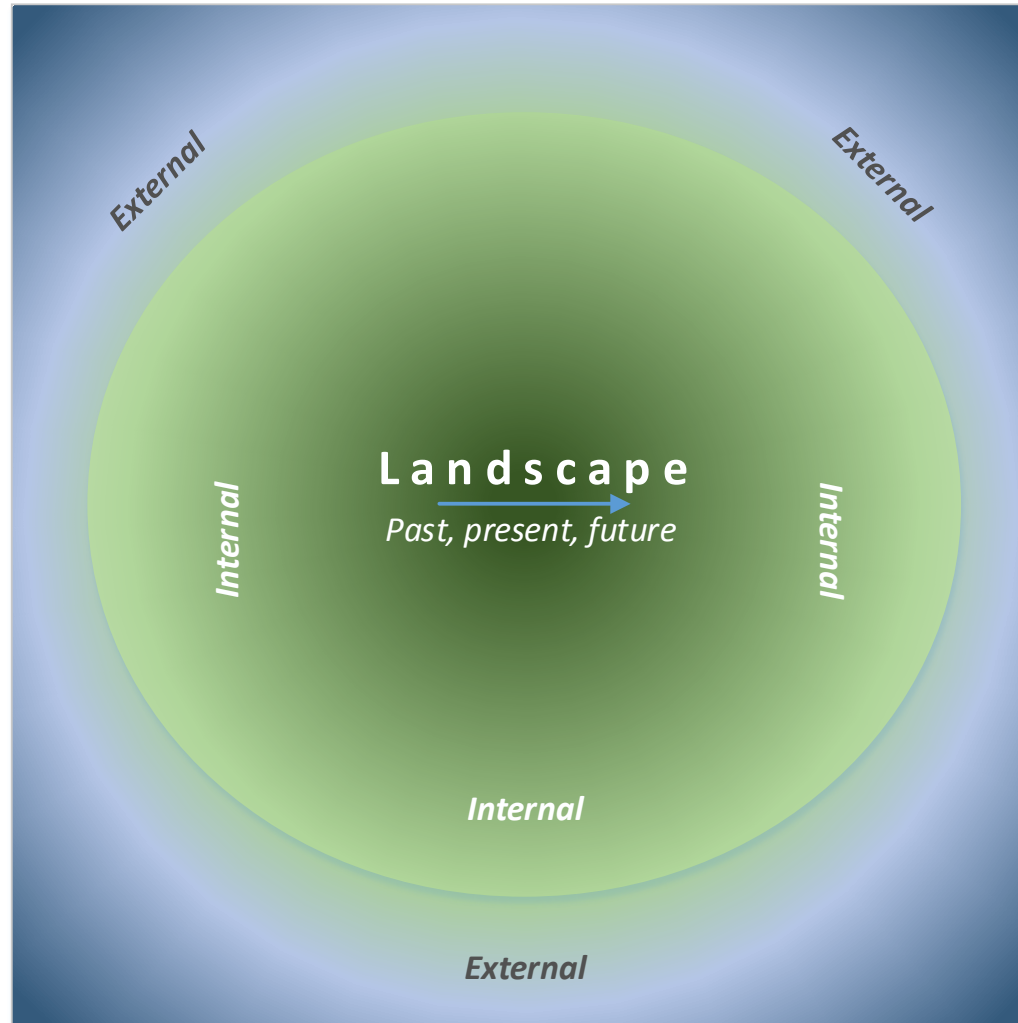 External
External
Landscape
Past, present, future
Internal
Internal
Internal
External